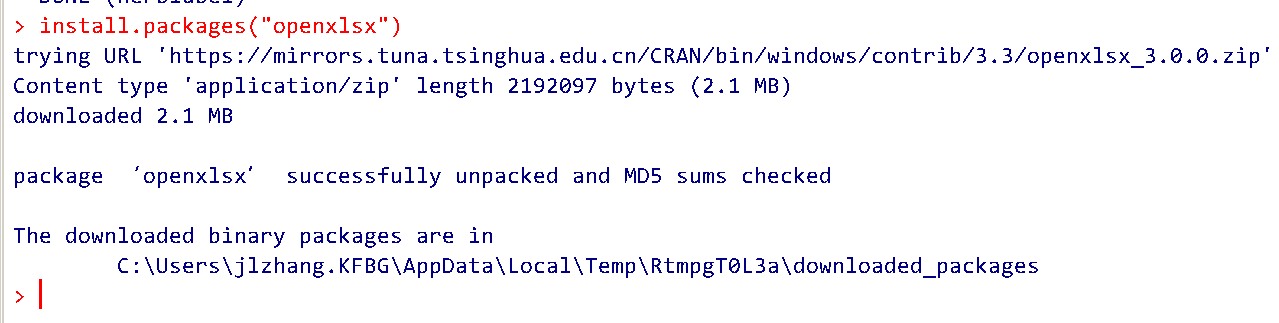 DONE (herblabel)
> install.packages("openxlsx")
trying URL 'https://mirrors.tuna.tsinghua.edu.cn/CRAN/bin/windows/contrib/3.3/openxlsx_3.0.0.zip'
Content type 'application/zip' length 2192097 bytes (2.1 MB)
downloaded 2.1 MB
package ‘openxlsx’ successfully unpacked and MD5 sums checked
The downloaded binary packages are in
C:\Users\jlzhang.KFBG\AppData\Local\Temp\RtmpgT0L3a\downloaded_packages
>